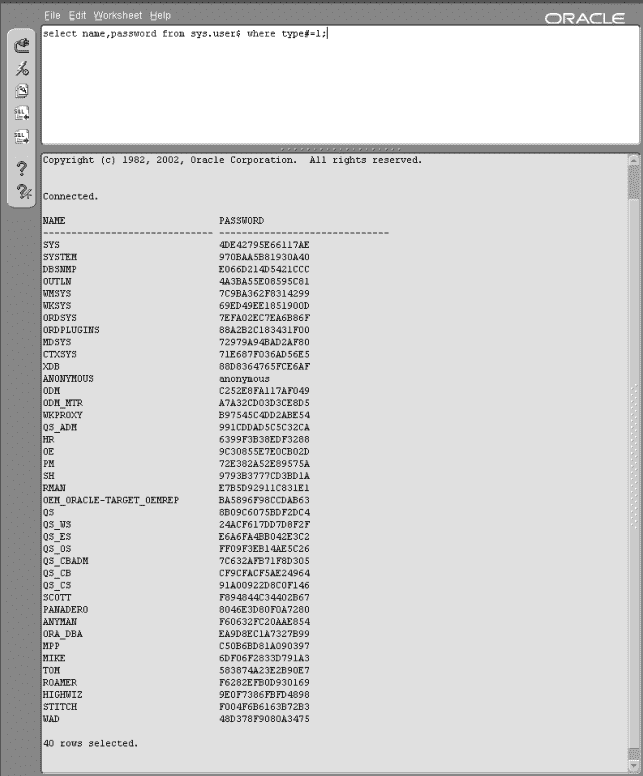 File Edit Worksheet Help
ORACLE
select name,password from sys.user$ where type#=1;
Copyright (c) 1982, 2002, Oracle Corporation.  All rights reserved.
Connected.
NAME PASSWORD
------------------------------ ------------------------------
SYS 4DE42795E66117AE
SYSTEM 970BAA5B81930A40
DBSNMP E066D214D5421CCC
OUTLN 4A3BA55E08595C81
WMSYS 7C9BA362F8314299
WKSYS 69ED49EE1851900D
ORDSYS 7EFA02EC7EA6B86F
ORDPLUGINS 88A2B2C183431F00
MDSYS 72979A94BAD2AF80
CTXSYS 71E687F036AD56E5
XDB 88D8364765FCE6AF
ANONYMOUS anonymous
ODM C252E8FA117AF049
ODM_MTR A7A32CD03D3CE8D5
WKPROXY B97545C4DD2ABE54
QS_ADM 991CDDAD5C5C32CA
HR 6399F3B38EDF3288
OE 9C30855E7E0CB02D
PM 72E382A52E89575A
SH 9793B3777CD3BD1A
RMAN E7B5D92911C831E1
OEM_ORACLE-TARGET_OEMREP BA5896F98CCDAB63
QS 8B09C6075BDF2DC4
QS_WS 24ACF617DD7D8F2F
QS_ES E6A6FA4BB042E3C2
QS_OS FF09F3EB14AE5C26
QS_CBADM 7C632AFB71F8D305
QS_CB CF9CFACF5AE24964
QS_CS 91A00922D8C0F146
SCOTT F894844C34402B67
PANADERO 8046E3D80F0A7280
ANYMAN F60632FC20AAE854
ORA_DBA EA9D8EC1A7327B99
MPP C50B6BD81A090397
MIKE 6DF06F2833D791A3
TOM 583874A23E2B90E7
ROAMER F6282EFB0D930169
HIGHWIZ 9E0F7386FBFD4898
STITCH F004F6B6163B72B3
WAD 48D378F9080A3475
40 rows selected.